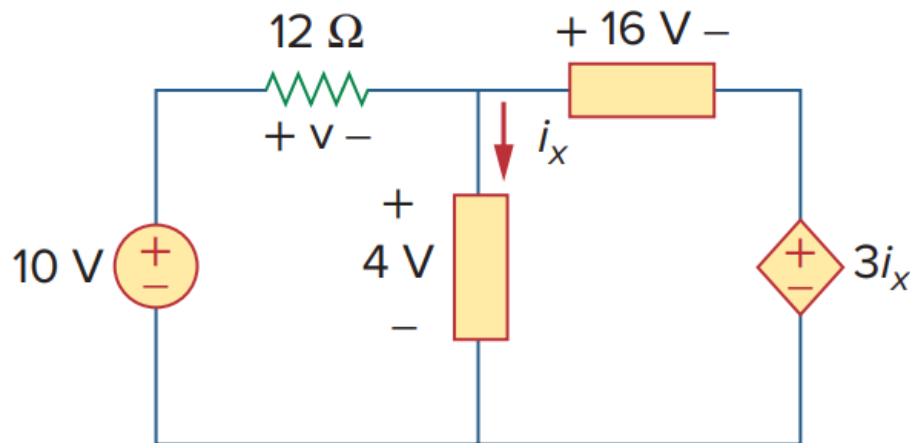 12 Ω
+ 16 V –
+ v –
i_x
+
4 V
–
10 V
+
–
+
–
3i_x